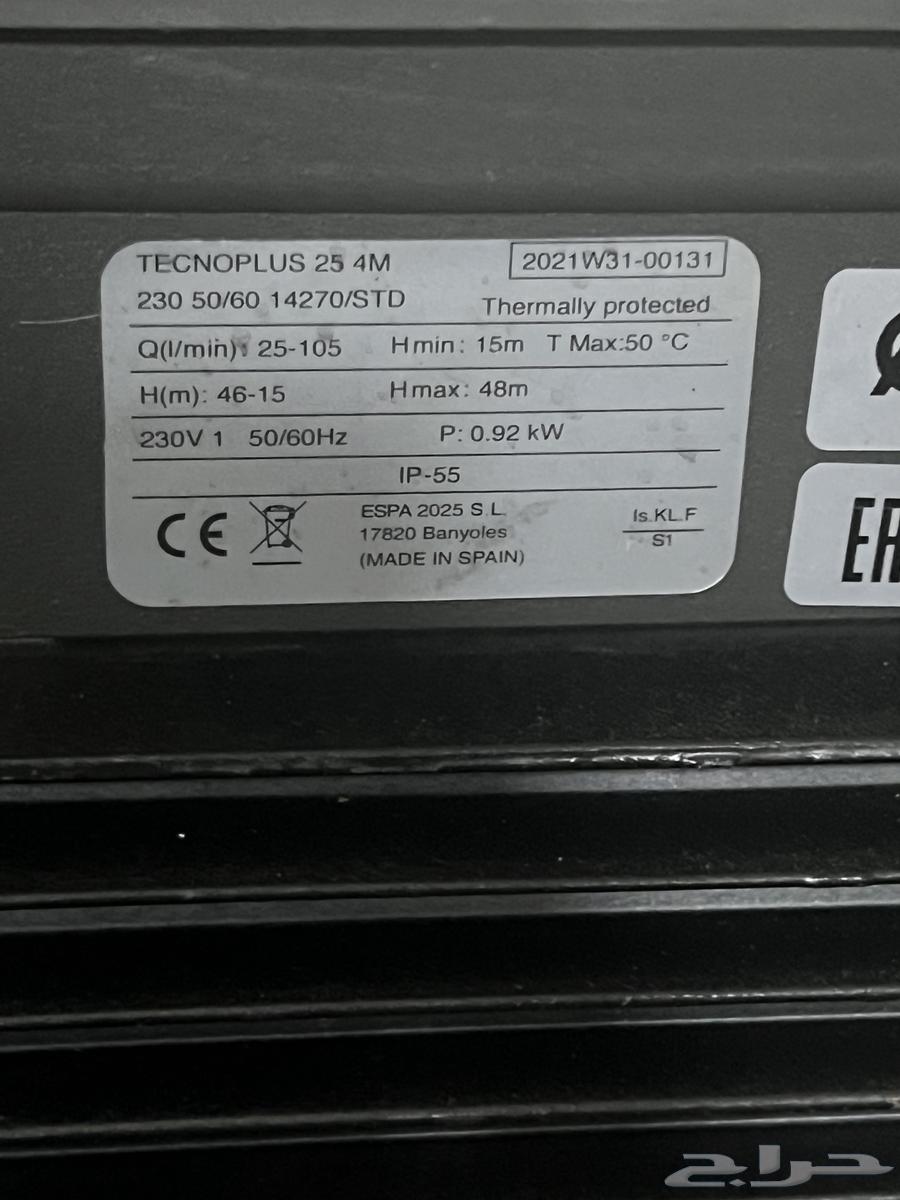 TECNOPLUS 25 4M
2021W31-00131
230 50/60 14270/STD
Thermally protected
Q(l/min): 25-105 Hmin: 15m T Max:50 °C
H(m): 46-15 Hmax: 48m
230V 1 50/60Hz P: 0.92 kW
IP-55
CE
ESPA 2025 S.L.
17820 Banyoles
(MADE IN SPAIN)
Is.KL.F
S1
حراج